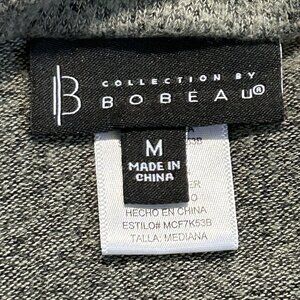 B
COLLECTION BY
BOBEAU®
M
MADE IN
CHINA
HECHO EN CHINA
ESTILO# MCF7K53B
TALLA: MEDIANA